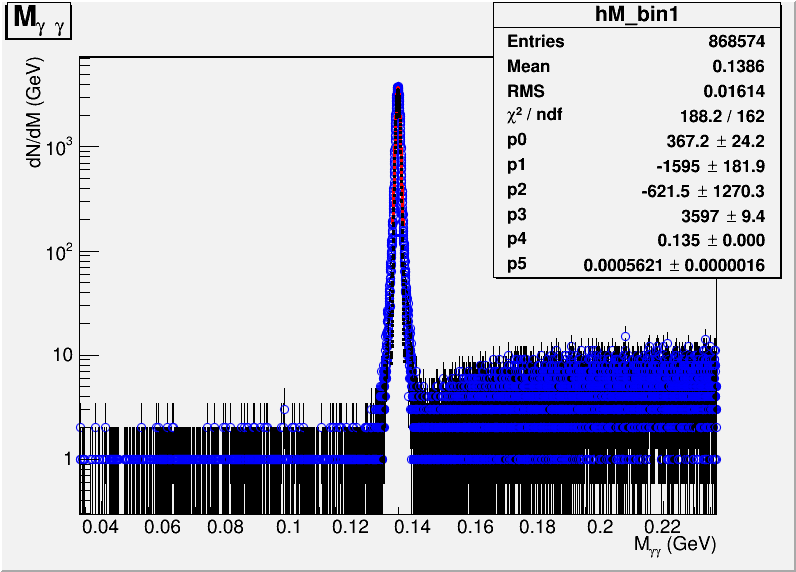 Mγ γ
hM_bin1
Entries 868574
Mean 0.1386
RMS 0.01614
χ² / ndf 188.2 / 162
p0 367.2 ± 24.2
p1 -1595 ± 181.9
p2 -621.5 ± 1270.3
p3 3597 ± 9.4
p4 0.135 ± 0.000
p5 0.0005621 ± 0.0000016
dN/dM (GeV)
10³
10²
10
1
0.04 0.06 0.08 0.1 0.12 0.14 0.16 0.18 0.2 0.22
Mγγ (GeV)